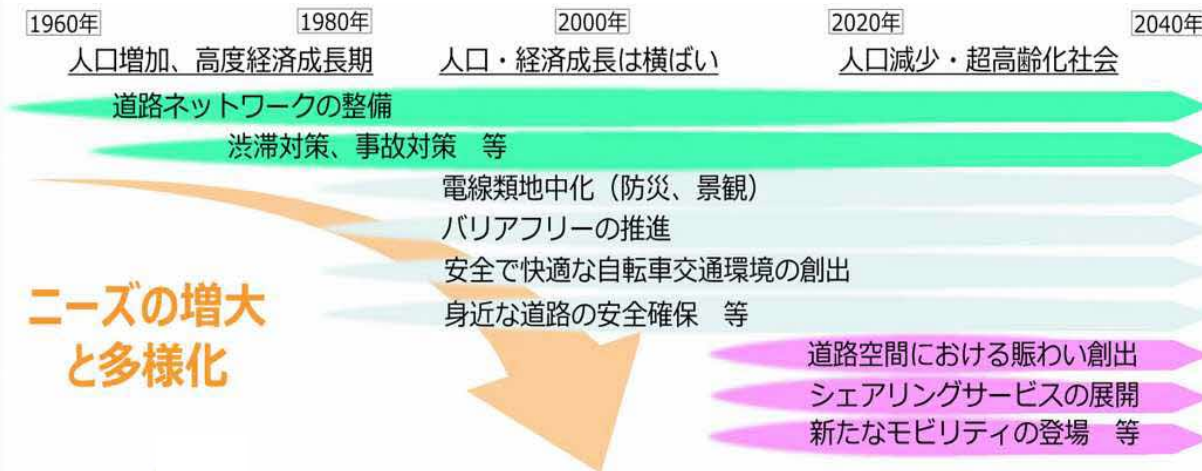 1960年 1980年 2000年 2020年 2040年
人口増加、高度経済成長期 人口・経済成長は横ばい 人口減少・超高齢化社会
道路ネットワークの整備
渋滞対策、事故対策 等
電線類地中化（防災、景観）
バリアフリーの推進
安全で快適な自転車交通環境の創出
身近な道路の安全確保 等
ニーズの増大
と多様化
道路空間における賑わい創出
シェアリングサービスの展開
新たなモビリティの登場 等